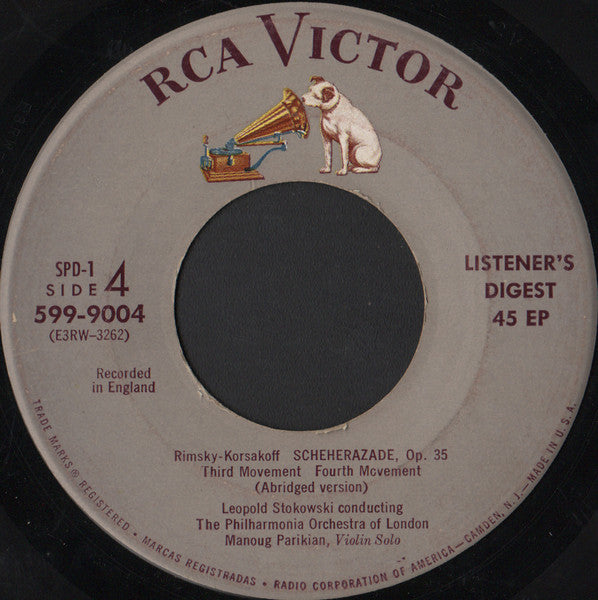 RCA VICTOR
SPD-1
SIDE 4
599-9004
(E3RW-3262)
LISTENER'S
DIGEST
45 EP
Recorded
in England
Rimsky-Korsakoff SCHEHERAZADE, Op. 35
Third Movement Fourth Movement
(Abridged version)
Leopold Stokowski conducting
The Philharmonia Orchestra of London
Manoug Parikian, Violin Solo
TRADE MARKS ® REGISTERED • MARCAS REGISTRADAS • RADIO CORPORATION OF AMERICA—CAMDEN, N. J.—MADE IN U. S. A.